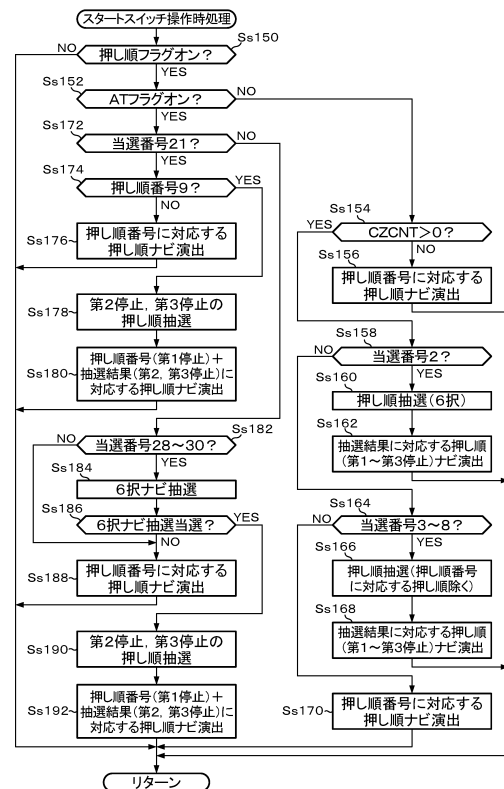 スタートスイッチ操作時処理
Ss150
押し順フラグオン？
NO
YES
Ss152
ATフラグオン？
NO
YES
Ss172
当選番号21？
NO
YES
Ss174
押し順番号9？
YES
NO
Ss176
押し順番号に対応する
押し順ナビ演出
Ss178
第2停止，第3停止の
押し順抽選
Ss180
押し順番号(第1停止)＋
抽選結果(第2，第3停止)に
対応する押し順ナビ演出
Ss182
当選番号28～30？
NO
YES
Ss184
6択ナビ抽選
Ss186
6択ナビ抽選当選？
YES
NO
Ss188
押し順番号に対応する
押し順ナビ演出
Ss190
第2停止，第3停止の
押し順抽選
Ss192
押し順番号(第1停止)＋
抽選結果(第2，第3停止)に
対応する押し順ナビ演出
リターン
Ss154
CZCNT＞0？
YES
NO
Ss156
押し順番号に対応する
押し順ナビ演出
Ss158
当選番号2？
NO
YES
Ss160
押し順抽選(6択)
Ss162
抽選結果に対応する押し順
(第1～第3停止)ナビ演出
Ss164
当選番号3～8？
NO
YES
Ss166
押し順抽選(押し順番号
に対応する押し順除く)
Ss168
抽選結果に対応する押し順
(第1～第3停止)ナビ演出
Ss170
押し順番号に対応する
押し順ナビ演出